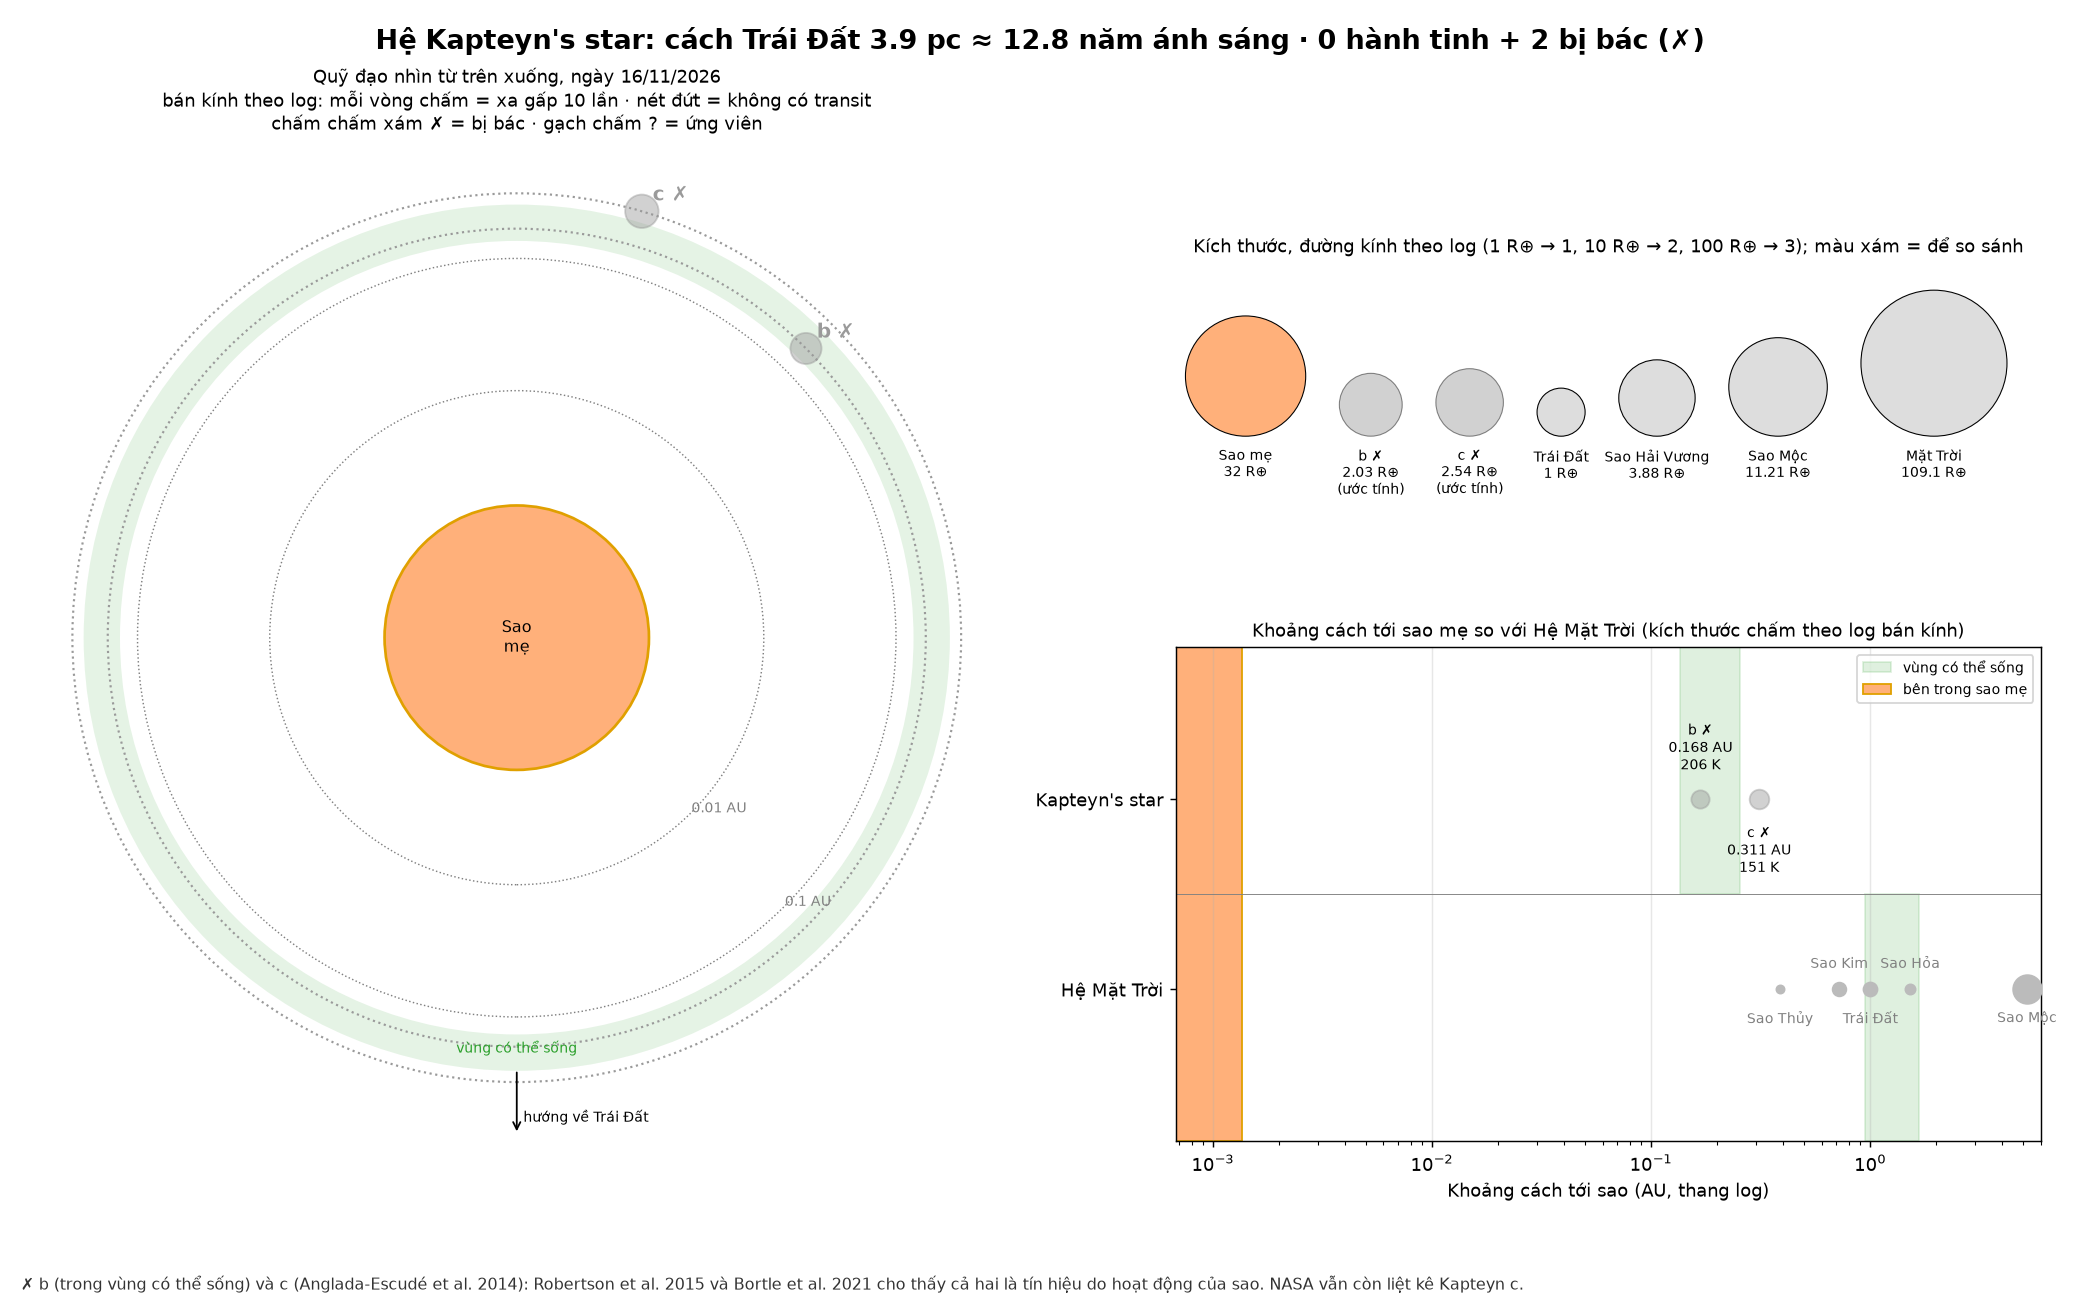 Hệ Kapteyn's star: cách Trái Đất 3.9 pc ≈ 12.8 năm ánh sáng · 0 hành tinh + 2 bị bác (✗)
Quỹ đạo nhìn từ trên xuống, ngày 16/11/2026
bán kính theo log: mỗi vòng chấm = xa gấp 10 lần · nét đứt = không có transit
chấm chấm xám ✗ = bị bác · gạch chấm ? = ứng viên
c ✗
b ✗
Sao
mẹ
0.01 AU
0.1 AU
vùng có thể sống
hướng về Trái Đất
Kích thước, đường kính theo log (1 R⊕ → 1, 10 R⊕ → 2, 100 R⊕ → 3); màu xám = để so sánh
Sao mẹ
32 R⊕
b ✗
2.03 R⊕
(ước tính)
c ✗
2.54 R⊕
(ước tính)
Trái Đất
1 R⊕
Sao Hải Vương
3.88 R⊕
Sao Mộc
11.21 R⊕
Mặt Trời
109.1 R⊕
Khoảng cách tới sao mẹ so với Hệ Mặt Trời (kích thước chấm theo log bán kính)
vùng có thể sống
bên trong sao mẹ
b ✗
0.168 AU
206 K
Kapteyn's star
c ✗
0.311 AU
151 K
Sao Kim
Sao Hỏa
Hệ Mặt Trời
Sao Thủy
Trái Đất
Sao Mộc
10⁻³
10⁻²
10⁻¹
10⁰
Khoảng cách tới sao (AU, thang log)
✗ b (trong vùng có thể sống) và c (Anglada-Escudé et al. 2014): Robertson et al. 2015 và Bortle et al. 2021 cho thấy cả hai là tín hiệu do hoạt động của sao. NASA vẫn còn liệt kê Kapteyn c.